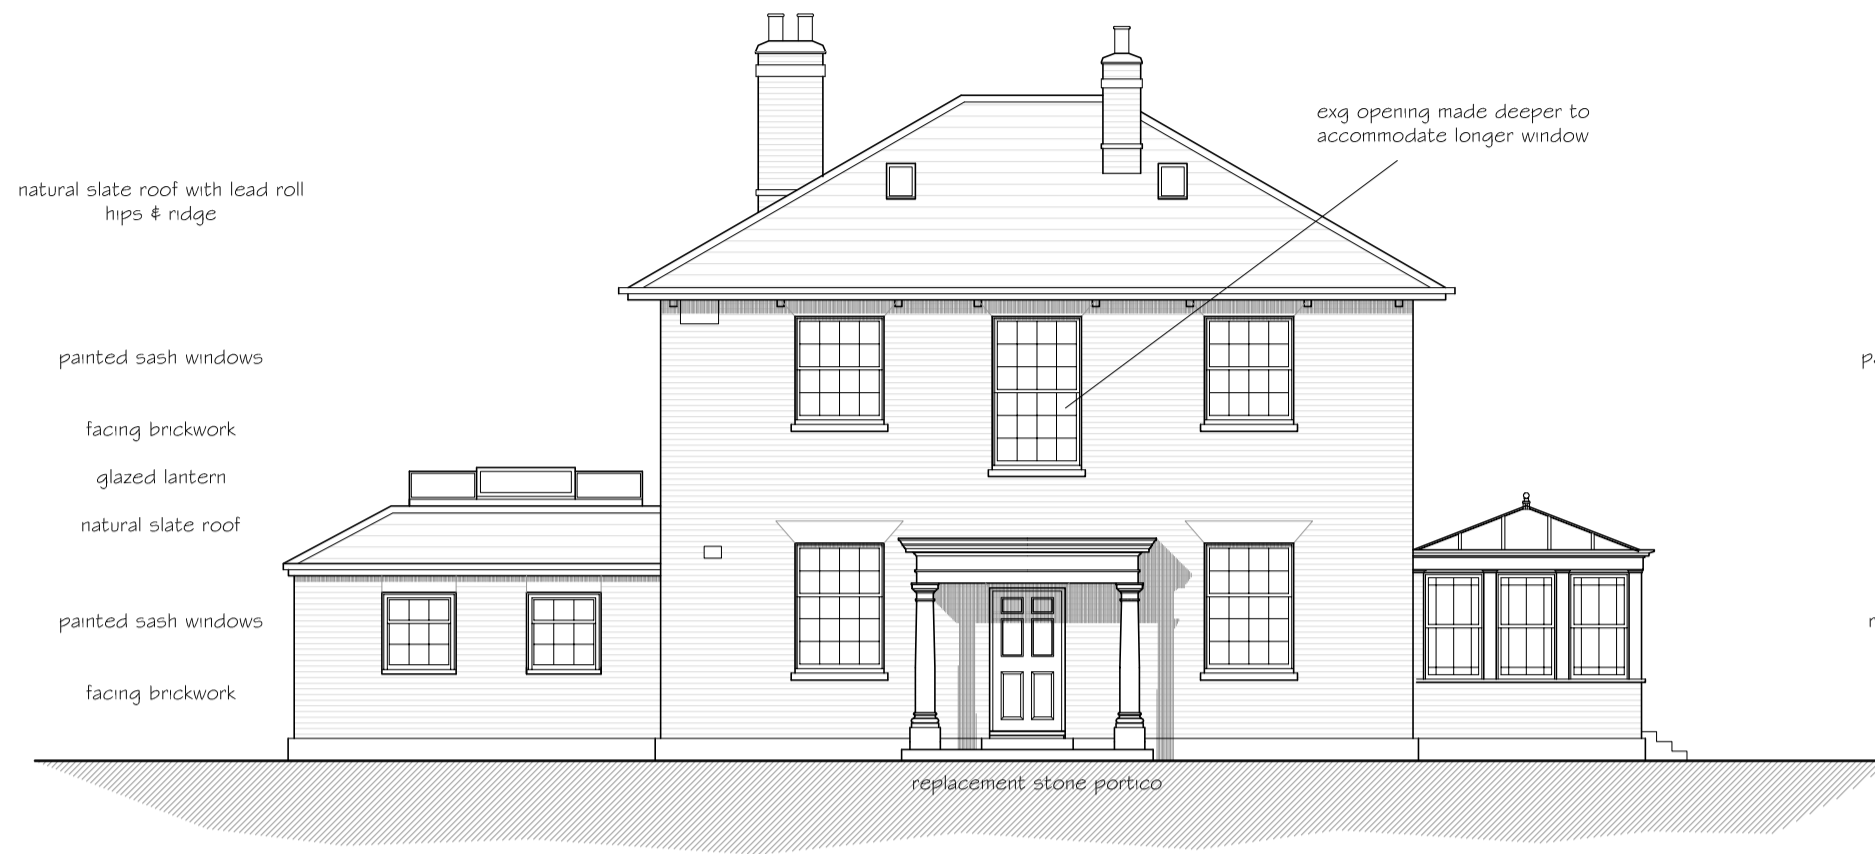 exg opening made deeper to
accommodate longer window
natural slate roof with lead roll
hips & ridge
painted sash windows
facing brickwork
glazed lantern
natural slate roof
painted sash windows
facing brickwork
replacement stone portico